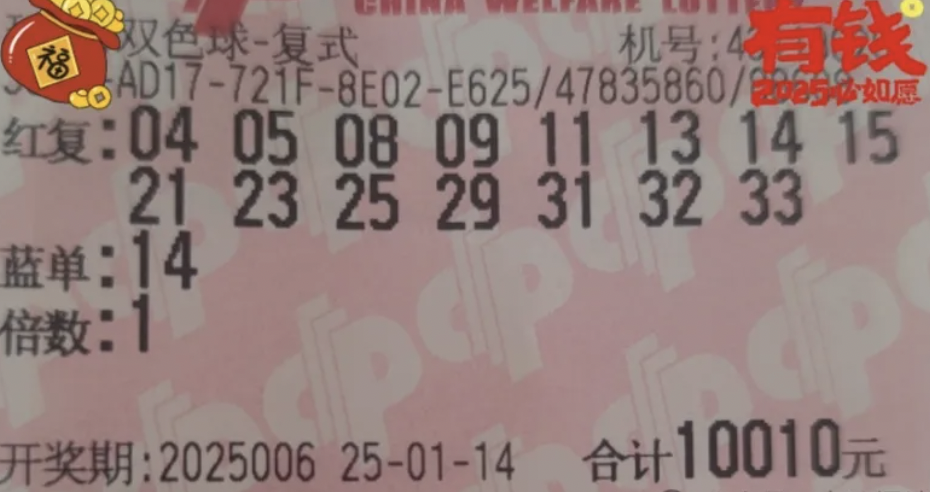 CHINA WELFARE LOTTERY
双色球-复式 机号:4
AD17-721F-8E02-E625/47835860/
红复:04 05 08 09 11 13 14 15
21 23 25 29 31 32 33
蓝单:14
倍数:1
开奖期:2025006 25-01-14 合计10010元
福
有钱
2025必如愿